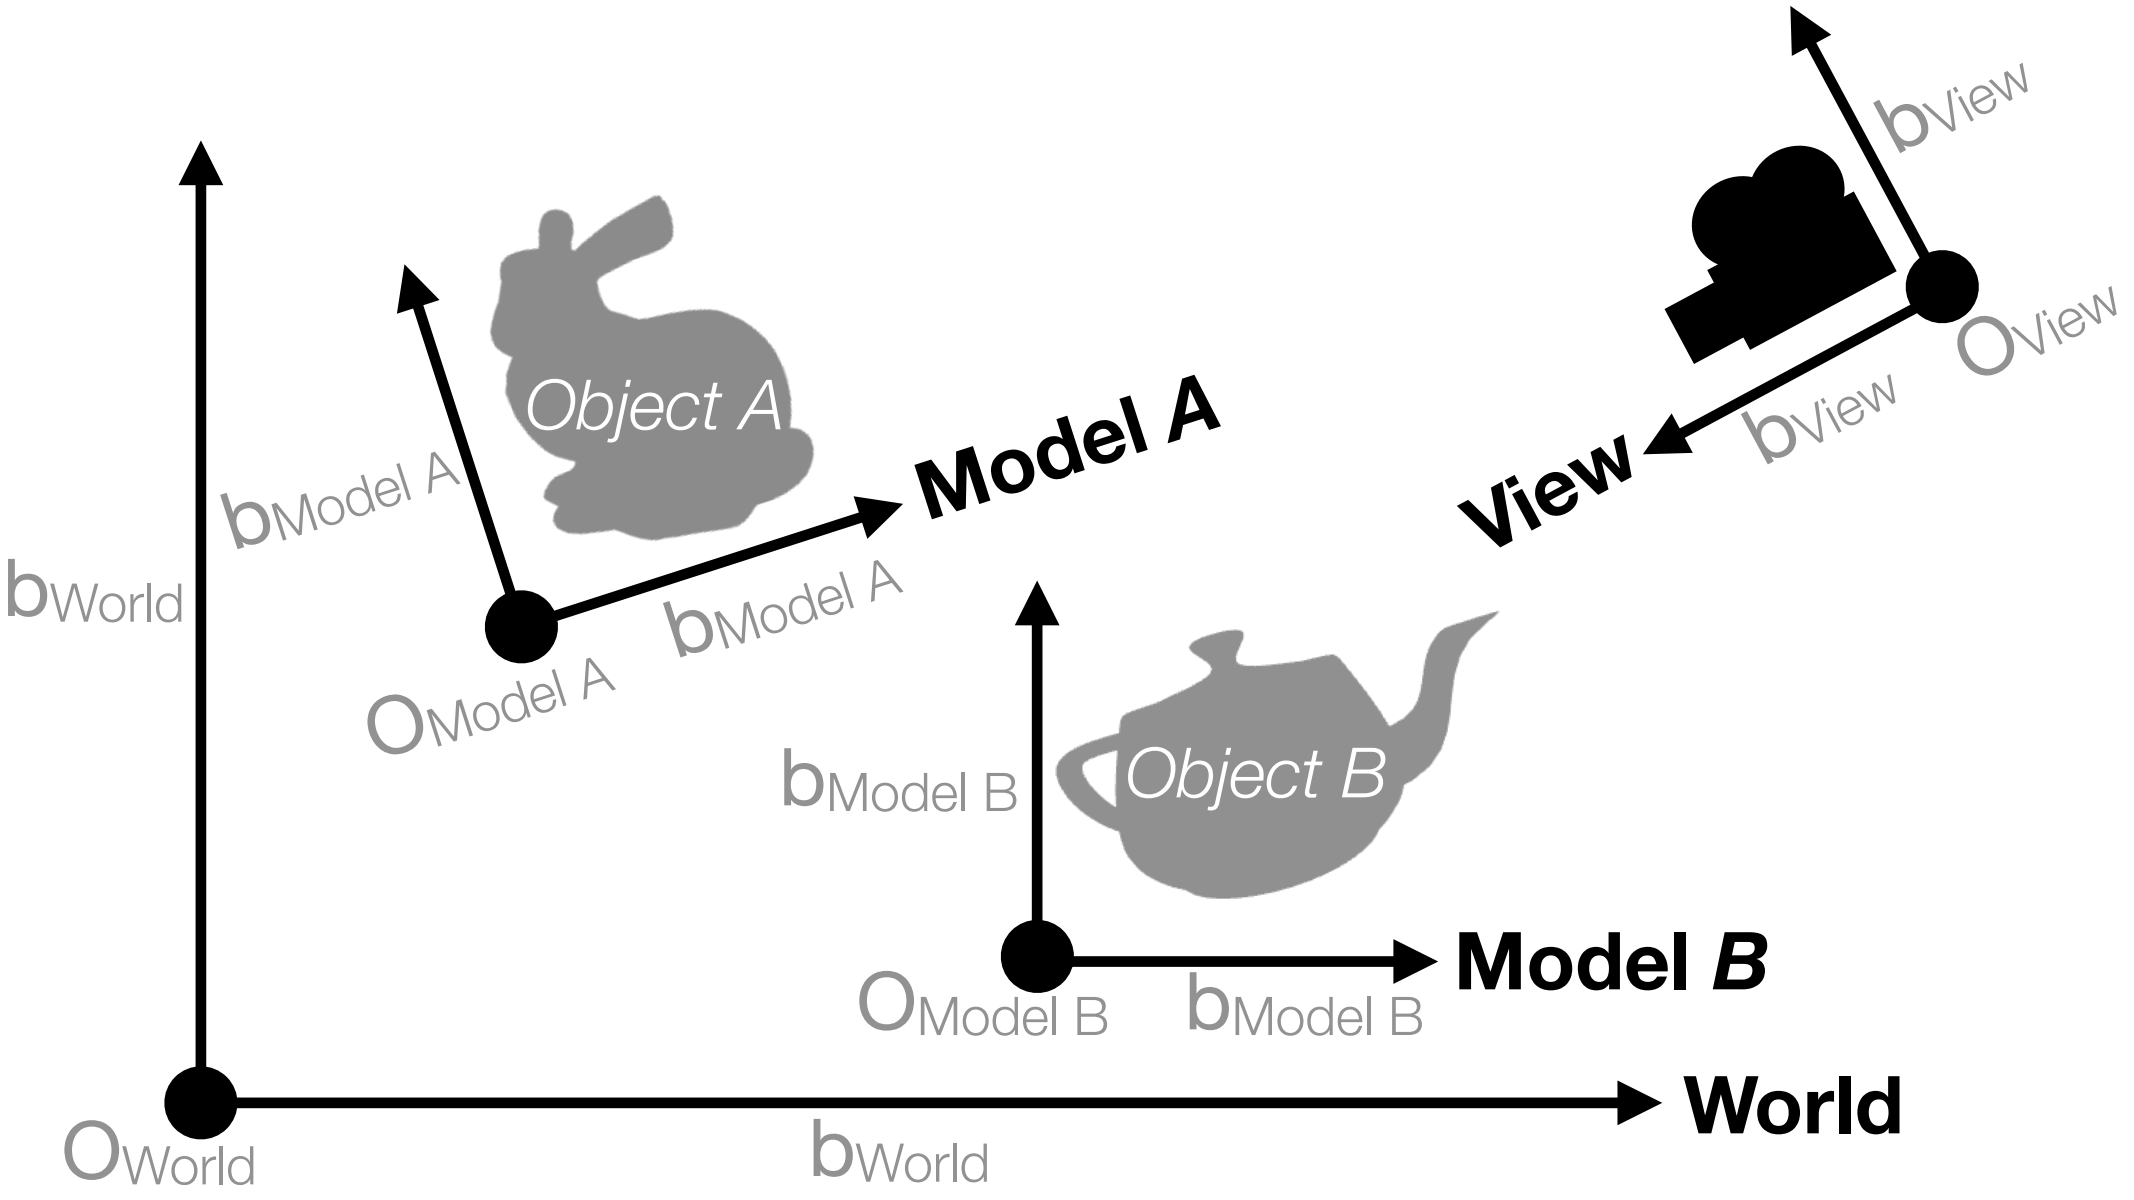 bView
OView
bView
View
Object A
Model A
bModel A
bModel A
OModel A
bWorld
bModel B
Object B
Model B
OModel B
bModel B
World
OWorld
bWorld